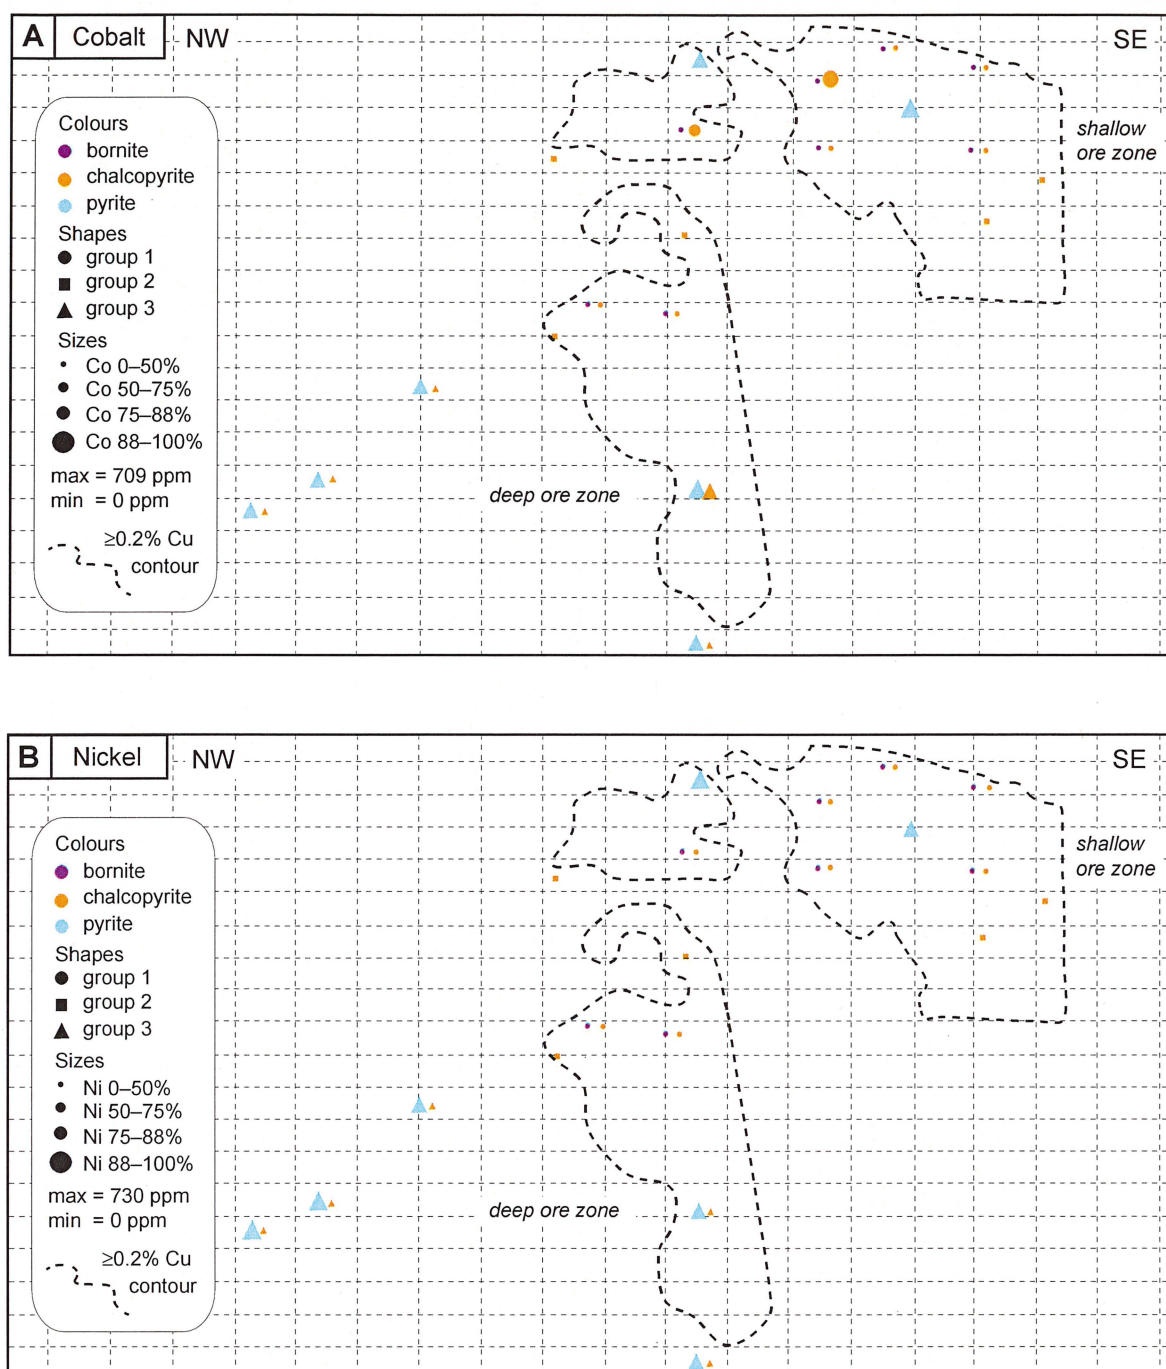 A Cobalt NW SE
Colours
bornite
chalcopyrite
pyrite
Shapes
group 1
group 2
group 3
Sizes
Co 0–50%
Co 50–75%
Co 75–88%
Co 88–100%
max = 709 ppm
min = 0 ppm
≥0.2% Cu
contour
shallow
ore zone
deep ore zone
B Nickel NW SE
Colours
bornite
chalcopyrite
pyrite
Shapes
group 1
group 2
group 3
Sizes
Ni 0–50%
Ni 50–75%
Ni 75–88%
Ni 88–100%
max = 730 ppm
min = 0 ppm
≥0.2% Cu
contour
shallow
ore zone
deep ore zone